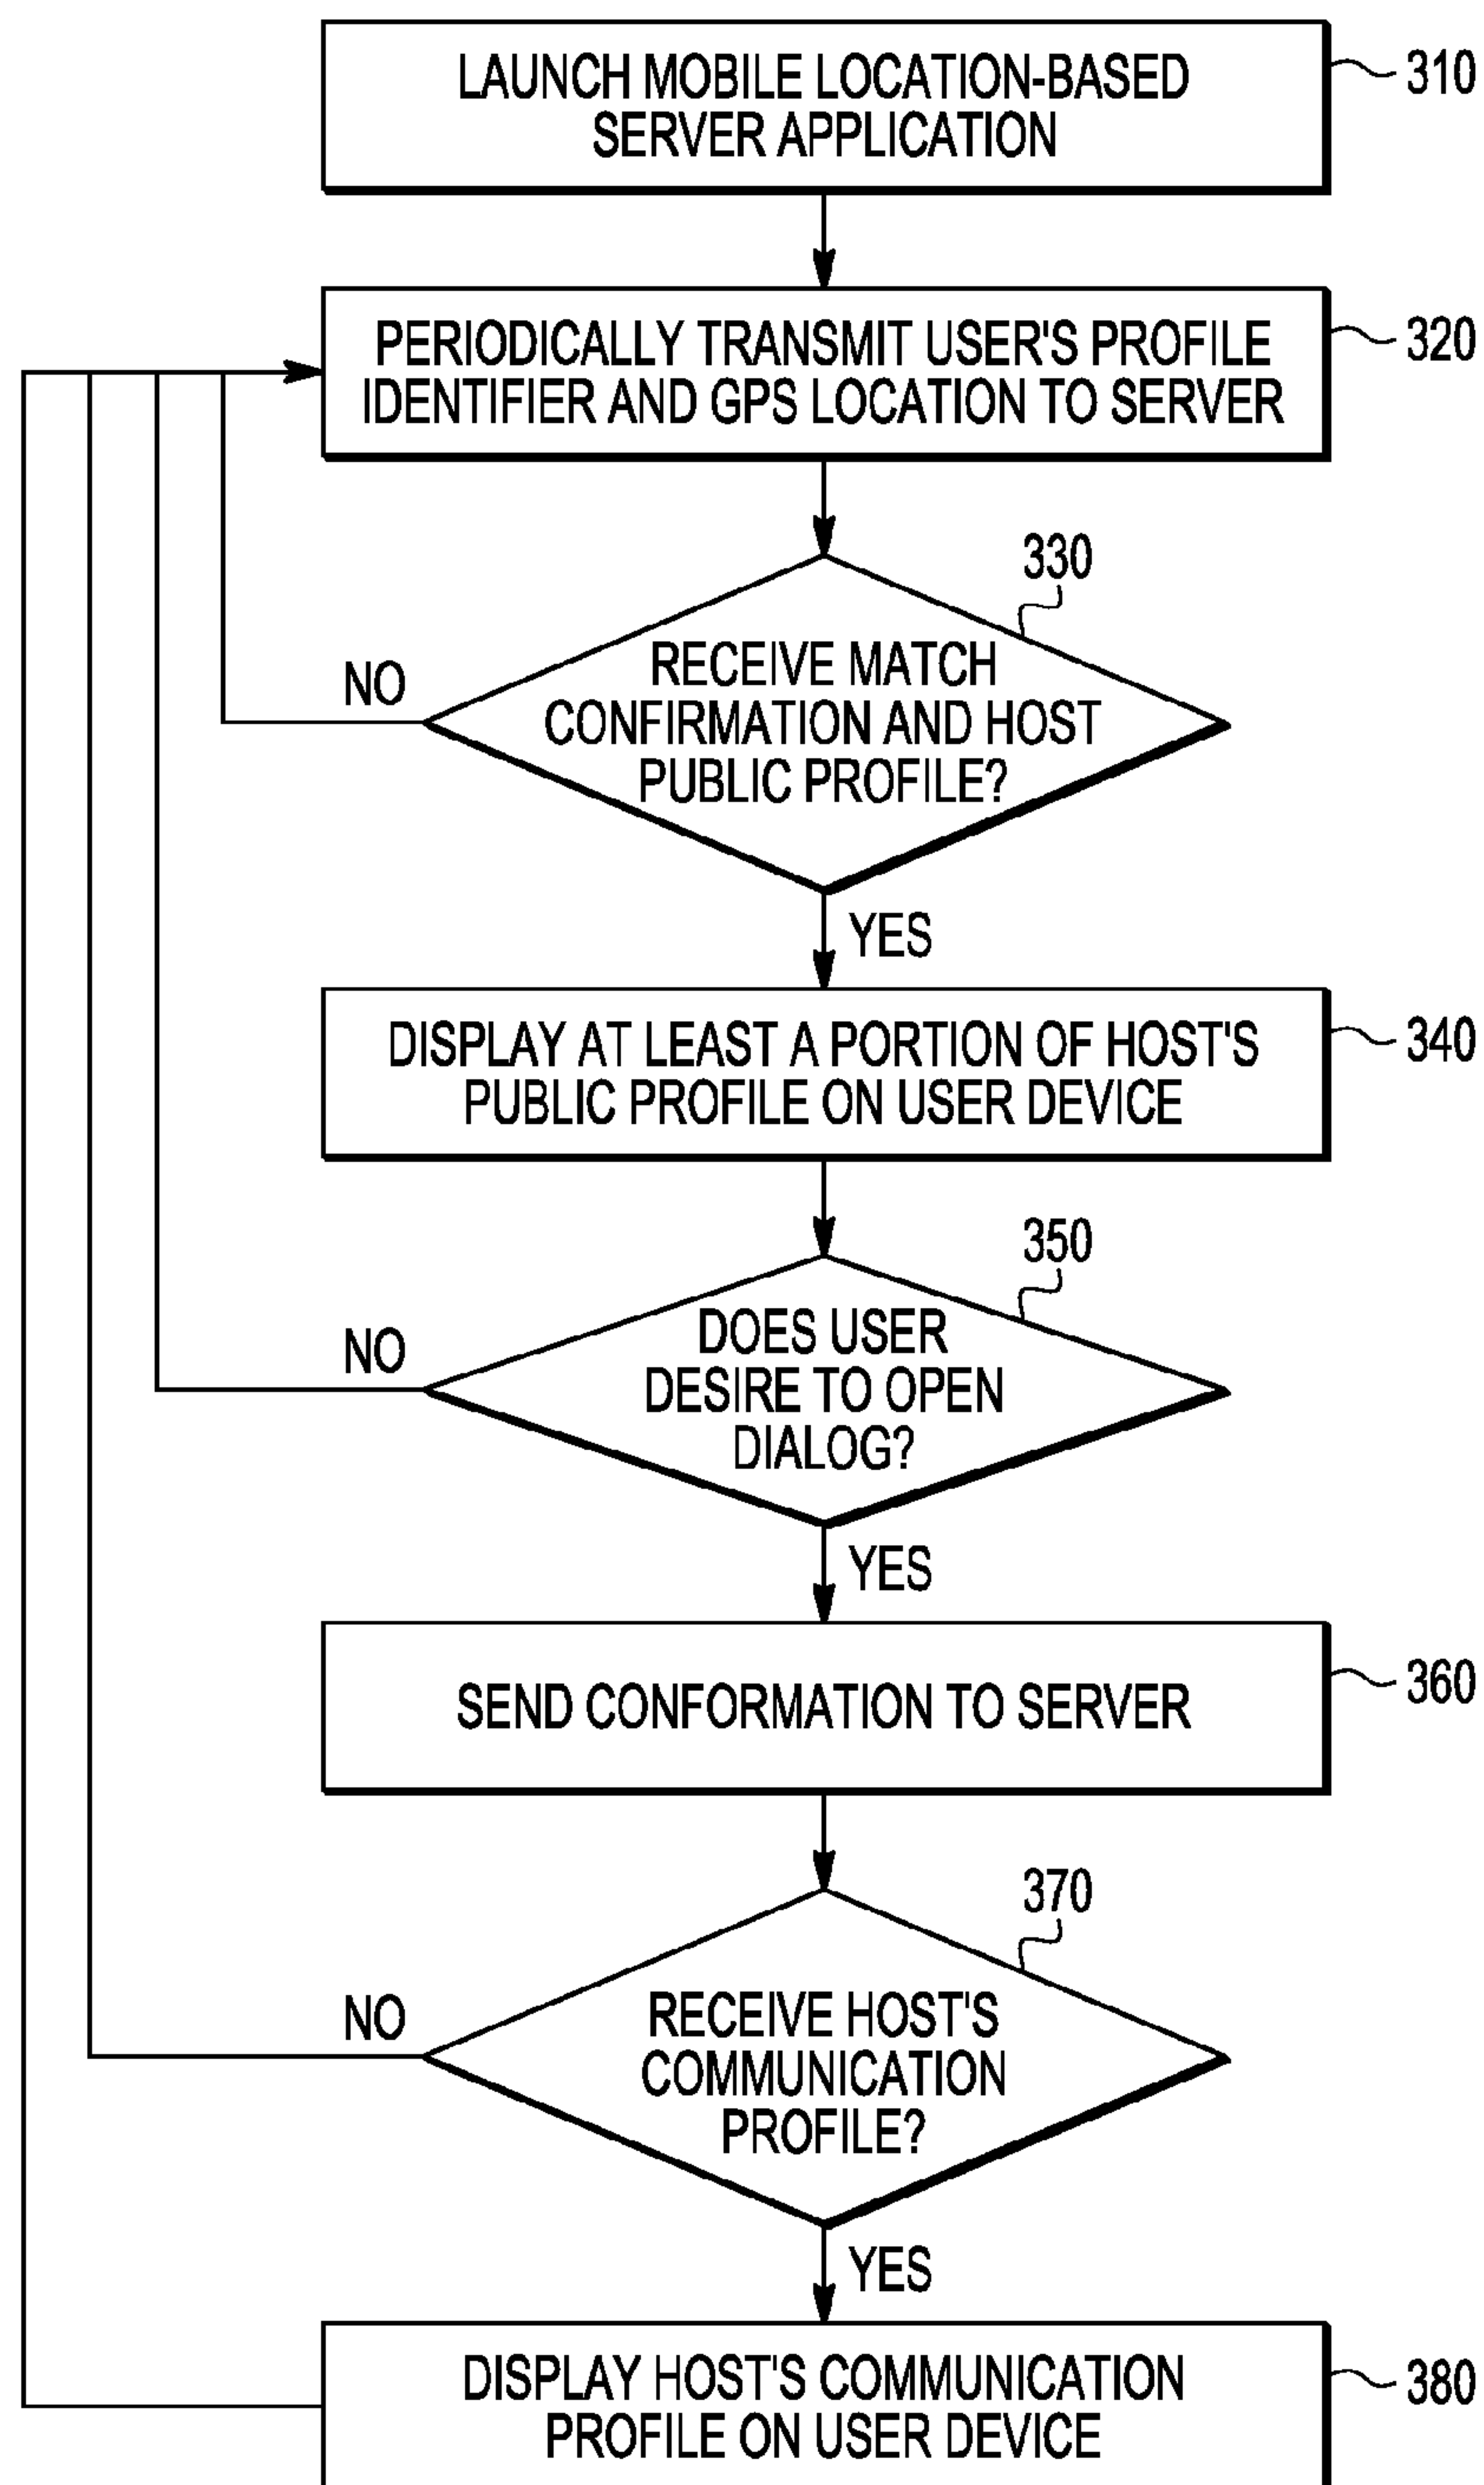 LAUNCH MOBILE LOCATION-BASED
SERVER APPLICATION
310
PERIODICALLY TRANSMIT USER'S PROFILE
IDENTIFIER AND GPS LOCATION TO SERVER
320
330
RECEIVE MATCH
CONFIRMATION AND HOST
PUBLIC PROFILE?
NO
YES
DISPLAY AT LEAST A PORTION OF HOST'S
PUBLIC PROFILE ON USER DEVICE
340
350
DOES USER
DESIRE TO OPEN
DIALOG?
NO
YES
SEND CONFORMATION TO SERVER
360
370
RECEIVE HOST'S
COMMUNICATION
PROFILE?
NO
YES
DISPLAY HOST'S COMMUNICATION
PROFILE ON USER DEVICE
380